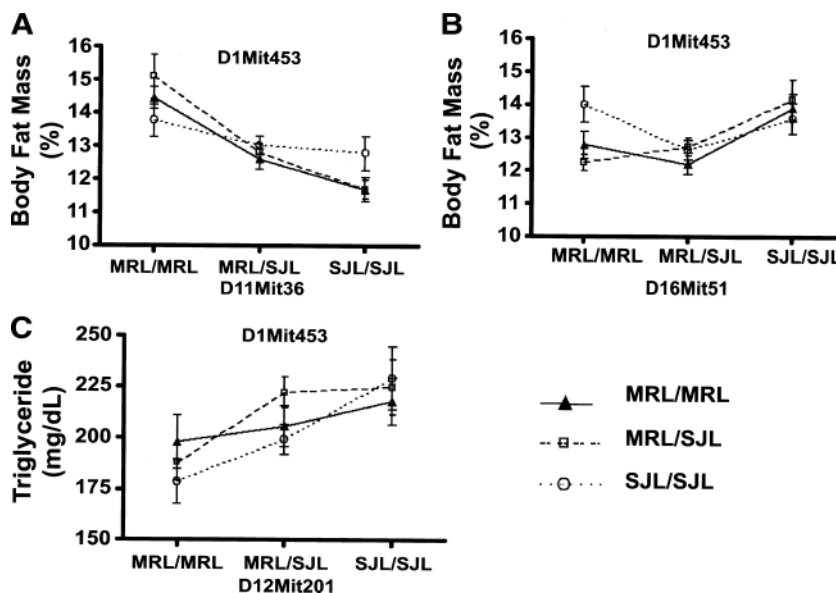 A
D1Mit453
Body Fat Mass
(%)
16
15
14
13
12
11
10
MRL/MRL
MRL/SJL
SJL/SJL
D11Mit36
B
D1Mit453
Body Fat Mass
(%)
16
15
14
13
12
11
10
MRL/MRL
MRL/SJL
SJL/SJL
D16Mit51
C
D1Mit453
Triglyceride
(mg/dL)
250
225
200
175
150
MRL/MRL
MRL/SJL
SJL/SJL
D12Mit201
MRL/MRL
MRL/SJL
SJL/SJL